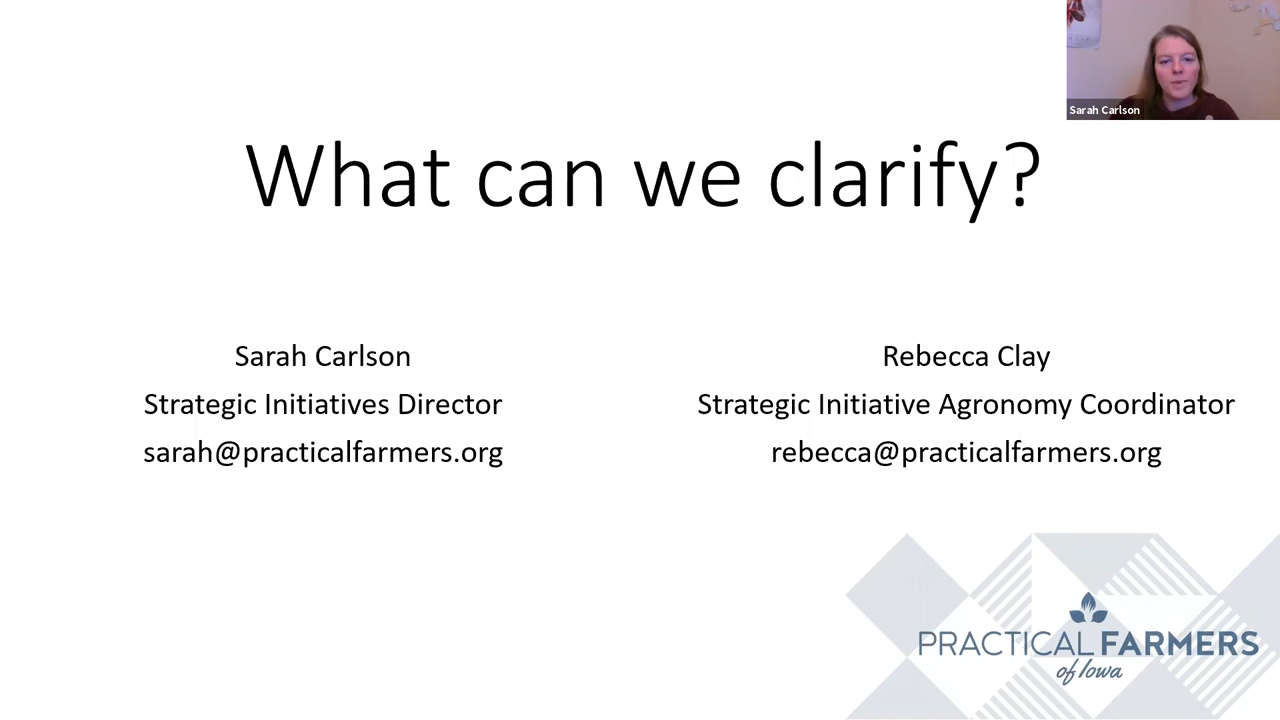 Sarah Carlson
What can we clarify?
Sarah Carlson
Strategic Initiatives Director
sarah@practicalfarmers.org
Rebecca Clay
Strategic Initiative Agronomy Coordinator
rebecca@practicalfarmers.org
PRACTICAL FARMERS
of Iowa